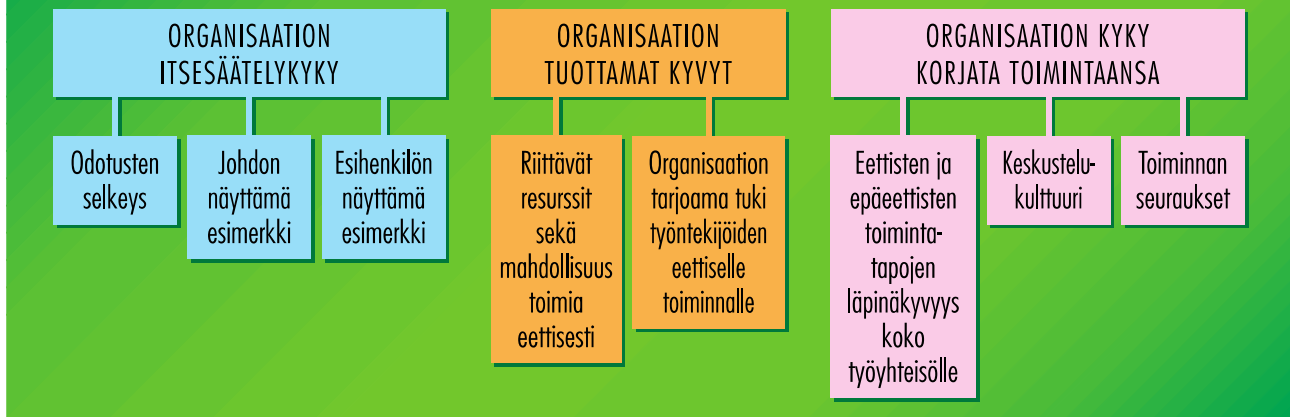 ORGANISAATION
ITSESÄÄTELYKYKY
Odotusten
selkeys
Johdon
näyttämä
esimerkki
Esihenkilön
näyttämä
esimerkki
ORGANISAATION
TUOTTAMAT KYVYT
Riittävät
resurssit
sekä
mahdollisuus
toimia
eettisesti
Organisaation
tarjoama tuki
työntekijöiden
eettiselle
toiminnalle
ORGANISAATION KYKY
KORJATA TOIMINTAANSA
Eettisten ja
epäeettisten
toiminta-
tapojen
läpinäkyvyys
koko
työyhteisölle
Keskustelu-
kulttuuri
Toiminnan
seuraukset